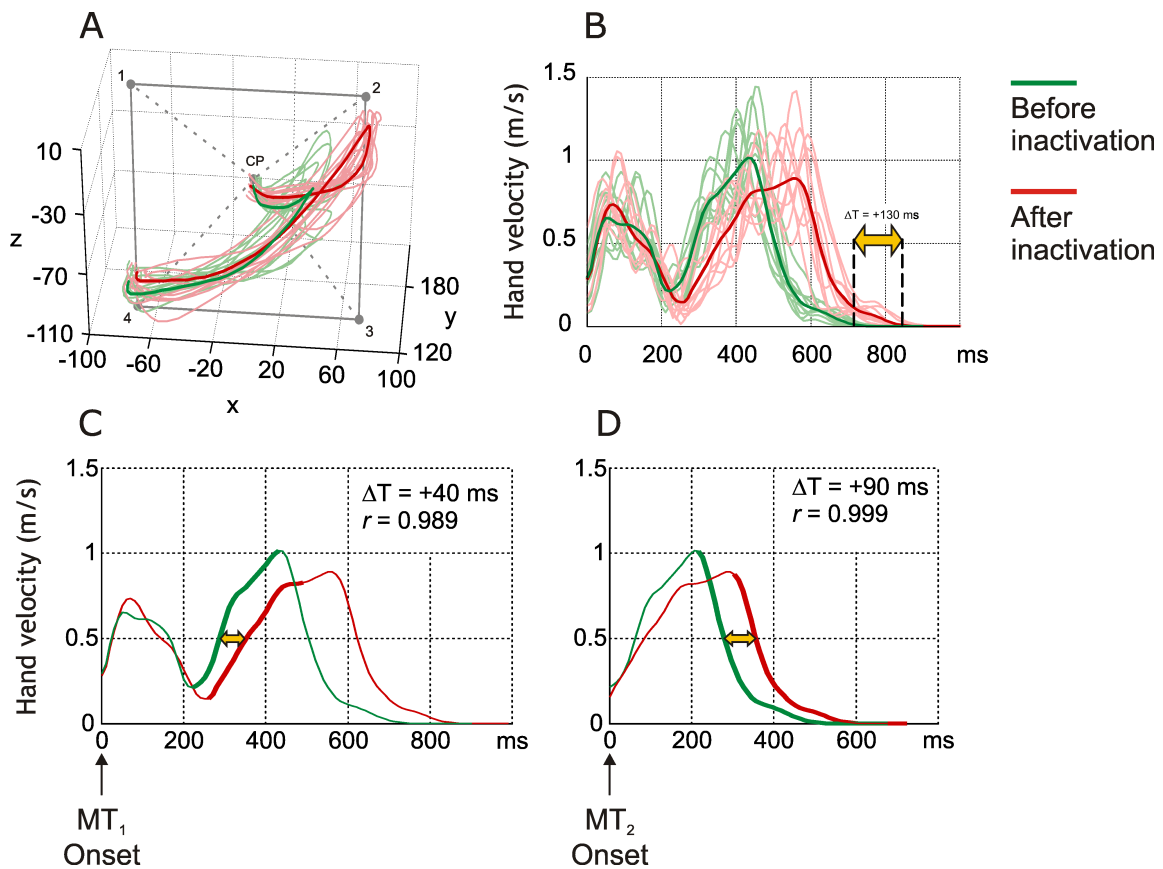 A
1
2
CP
10
-30
-70
-110
z
4
3
180
y
120
-100
-60
-20
20
60
100
x
B
1.5
1
0.5
0
Hand velocity (m/s)
ΔT = +130 ms
0
200
400
600
800
ms
Before
inactivation
After
inactivation
C
1.5
1
0.5
0
Hand velocity (m/s)
ΔT = +40 ms
r = 0.989
0
200
400
600
800
ms
MT1
Onset
D
1.5
1
0.5
0
ΔT = +90 ms
r = 0.999
0
200
400
600
ms
MT2
Onset